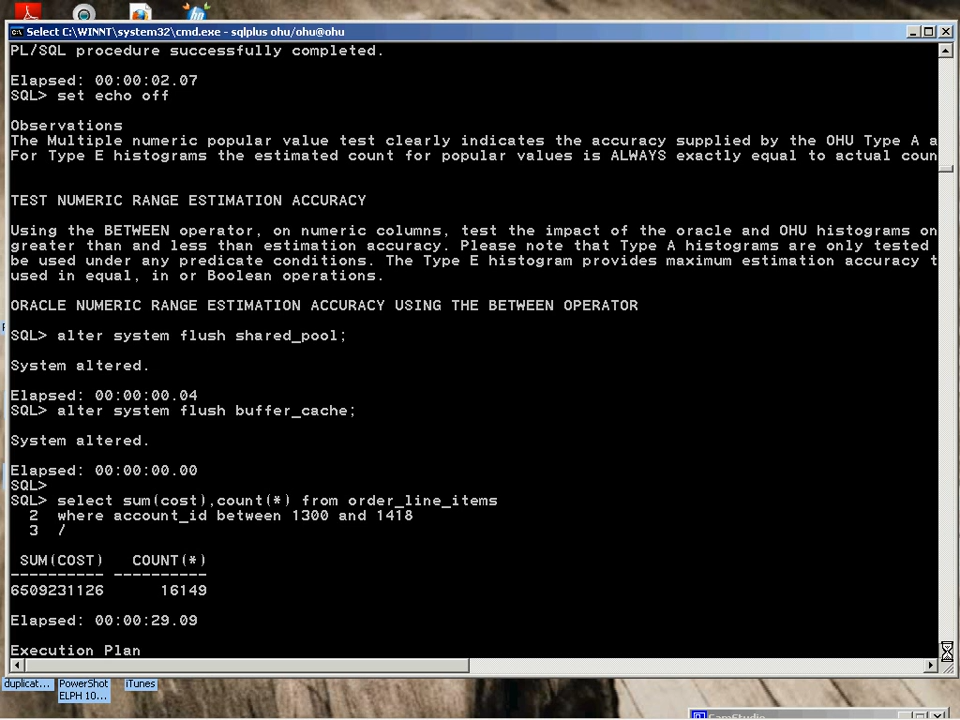 Select C:\WINNT\system32\cmd.exe - sqlplus ohu/ohu@ohu
PL/SQL procedure successfully completed.
Elapsed: 00:00:02.07
SQL> set echo off
Observations
The Multiple numeric popular value test clearly indicates the accuracy supplied by the OHU Type A a
For Type E histograms the estimated count for popular values is ALWAYS exactly equal to actual coun
TEST NUMERIC RANGE ESTIMATION ACCURACY
Using the BETWEEN operator, on numeric columns, test the impact of the oracle and OHU histograms on
greater than and less than estimation accuracy. Please note that Type A histograms are only tested
be used under any predicate conditions. The Type E histogram provides maximum estimation accuracy t
used in equal, in or Boolean operations.
ORACLE NUMERIC RANGE ESTIMATION ACCURACY USING THE BETWEEN OPERATOR
SQL> alter system flush shared_pool;
System altered.
Elapsed: 00:00:00.04
SQL> alter system flush buffer_cache;
System altered.
Elapsed: 00:00:00.00
SQL>
SQL> select sum(cost),count(*) from order_line_items
2 where account_id between 1300 and 1418
3 /
SUM(COST) COUNT(*)
---------- ----------
6509231126 16149
Elapsed: 00:00:29.09
Execution Plan
duplicat... PowerShot iTunes
ELPH 10...
CamStudio